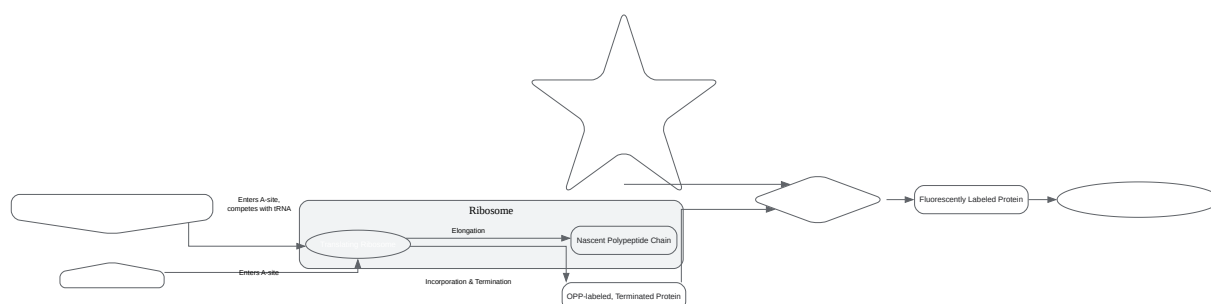 Enters A-site,
competes with tRNA
Ribosome
Elongation
Nascent Polypeptide Chain
Fluorescently Labeled Protein
Enters A-site
Incorporation & Termination
OPP-labeled, Terminated Protein